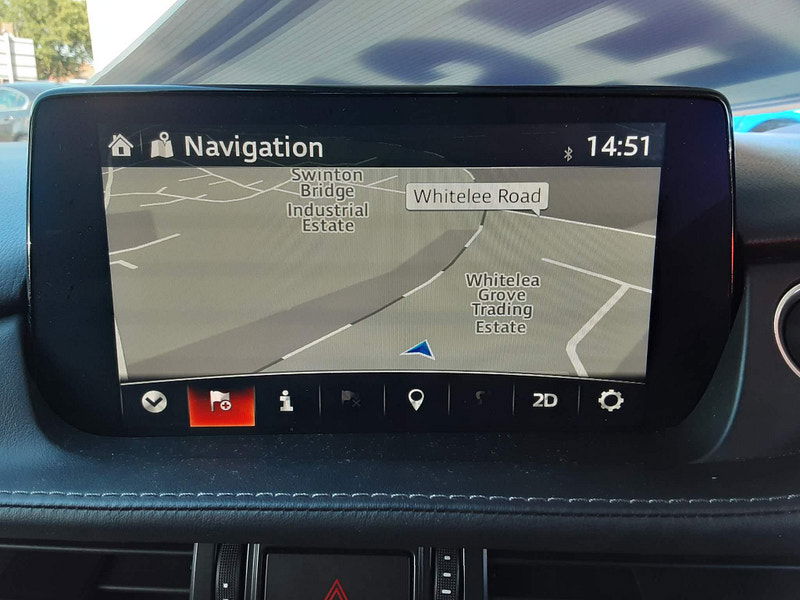 Navigation
14:51
Swinton
Bridge
Industrial
Estate
Whitelee Road
Whitelea
Grove
Trading
Estate
2D